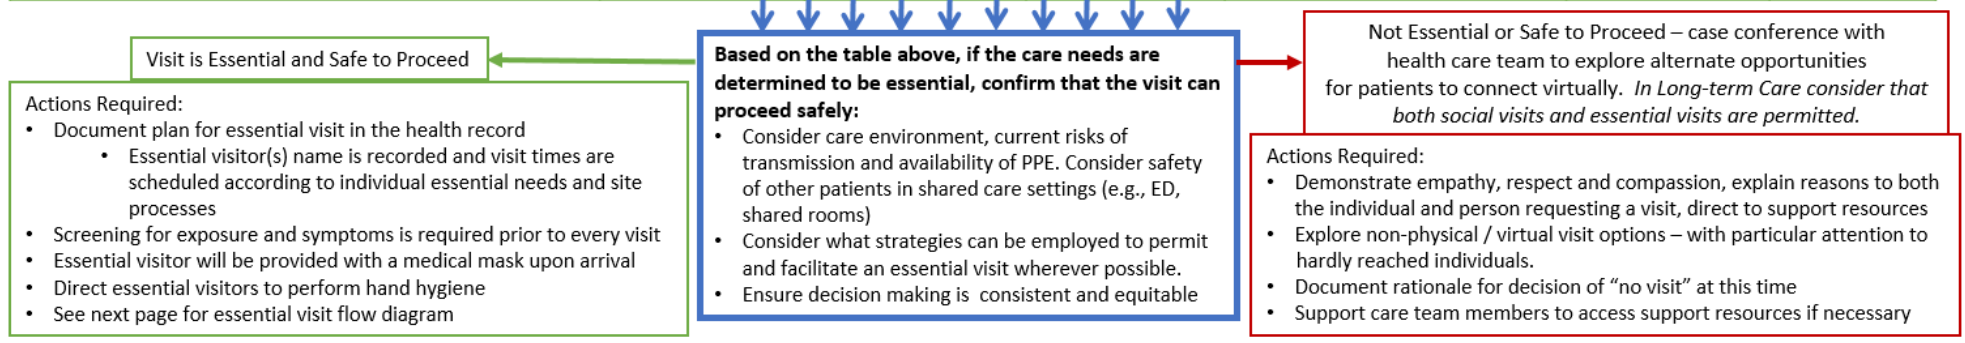 Visit is Essential and Safe to Proceed
Actions Required:
• Document plan for essential visit in the health record
• Essential visitor(s) name is recorded and visit times are
scheduled according to individual essential needs and site
processes
• Screening for exposure and symptoms is required prior to every visit
• Essential visitor will be provided with a medical mask upon arrival
• Direct essential visitors to perform hand hygiene
• See next page for essential visit flow diagram
Based on the table above, if the care needs are
determined to be essential, confirm that the visit can
proceed safely:
• Consider care environment, current risks of
transmission and availability of PPE. Consider safety
of other patients in shared care settings (e.g., ED,
shared rooms)
• Consider what strategies can be employed to permit
and facilitate an essential visit wherever possible.
• Ensure decision making is consistent and equitable
Not Essential or Safe to Proceed – case conference with
health care team to explore alternate opportunities
for patients to connect virtually. In Long-term Care consider that
both social visits and essential visits are permitted.
Actions Required:
• Demonstrate empathy, respect and compassion, explain reasons to both
the individual and person requesting a visit, direct to support resources
• Explore non-physical / virtual visit options – with particular attention to
hardly reached individuals.
• Document rationale for decision of “no visit” at this time
• Support care team members to access support resources if necessary